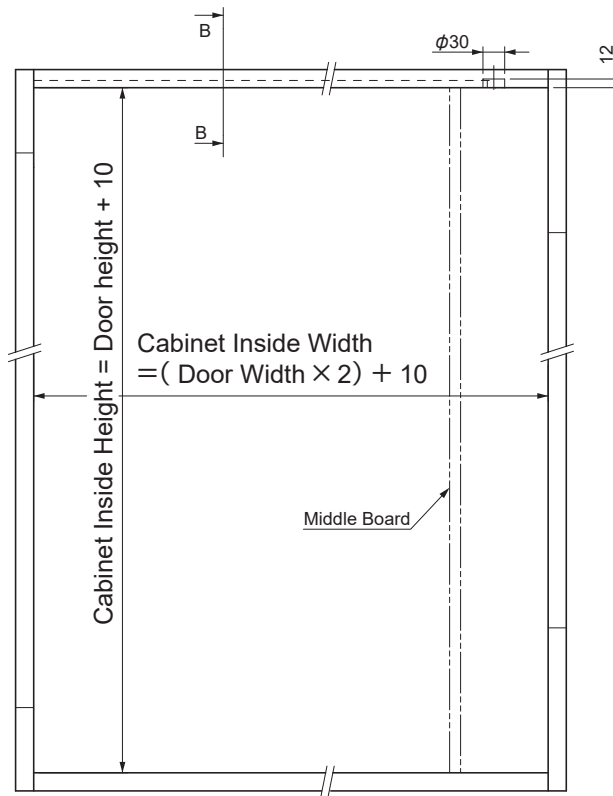 B
φ30
12
B
Cabinet Inside Height = Door height + 10
Cabinet Inside Width
=( Door Width × 2) + 10
Middle Board